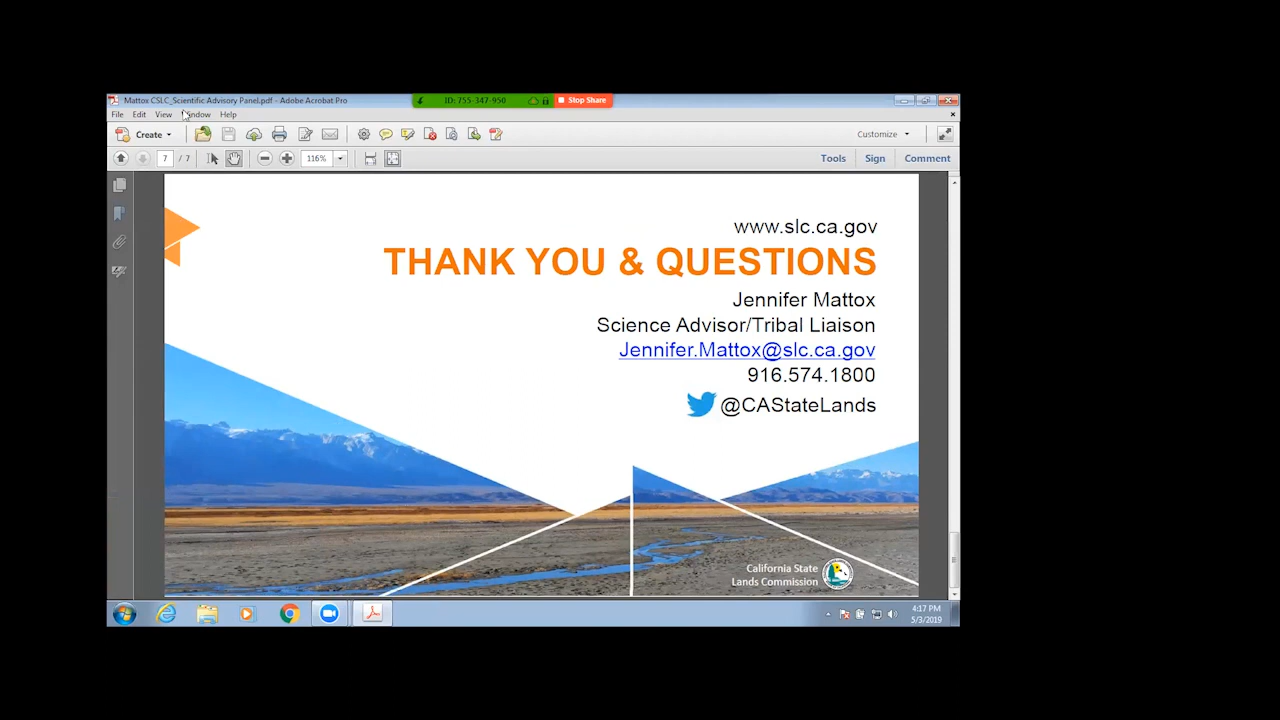 Mattox CSLC_Scientific Advisory Panel.pdf - Adobe Acrobat Pro
ID: 755-347-950
Stop Share
File Edit View Window Help
Create
Customize
7 / 7
116%
Tools Sign Comment
www.slc.ca.gov
THANK YOU & QUESTIONS
Jennifer Mattox
Science Advisor/Tribal Liaison
Jennifer.Mattox@slc.ca.gov
916.574.1800
@CAStateLands
California State
Lands Commission
4:17 PM
5/3/2019